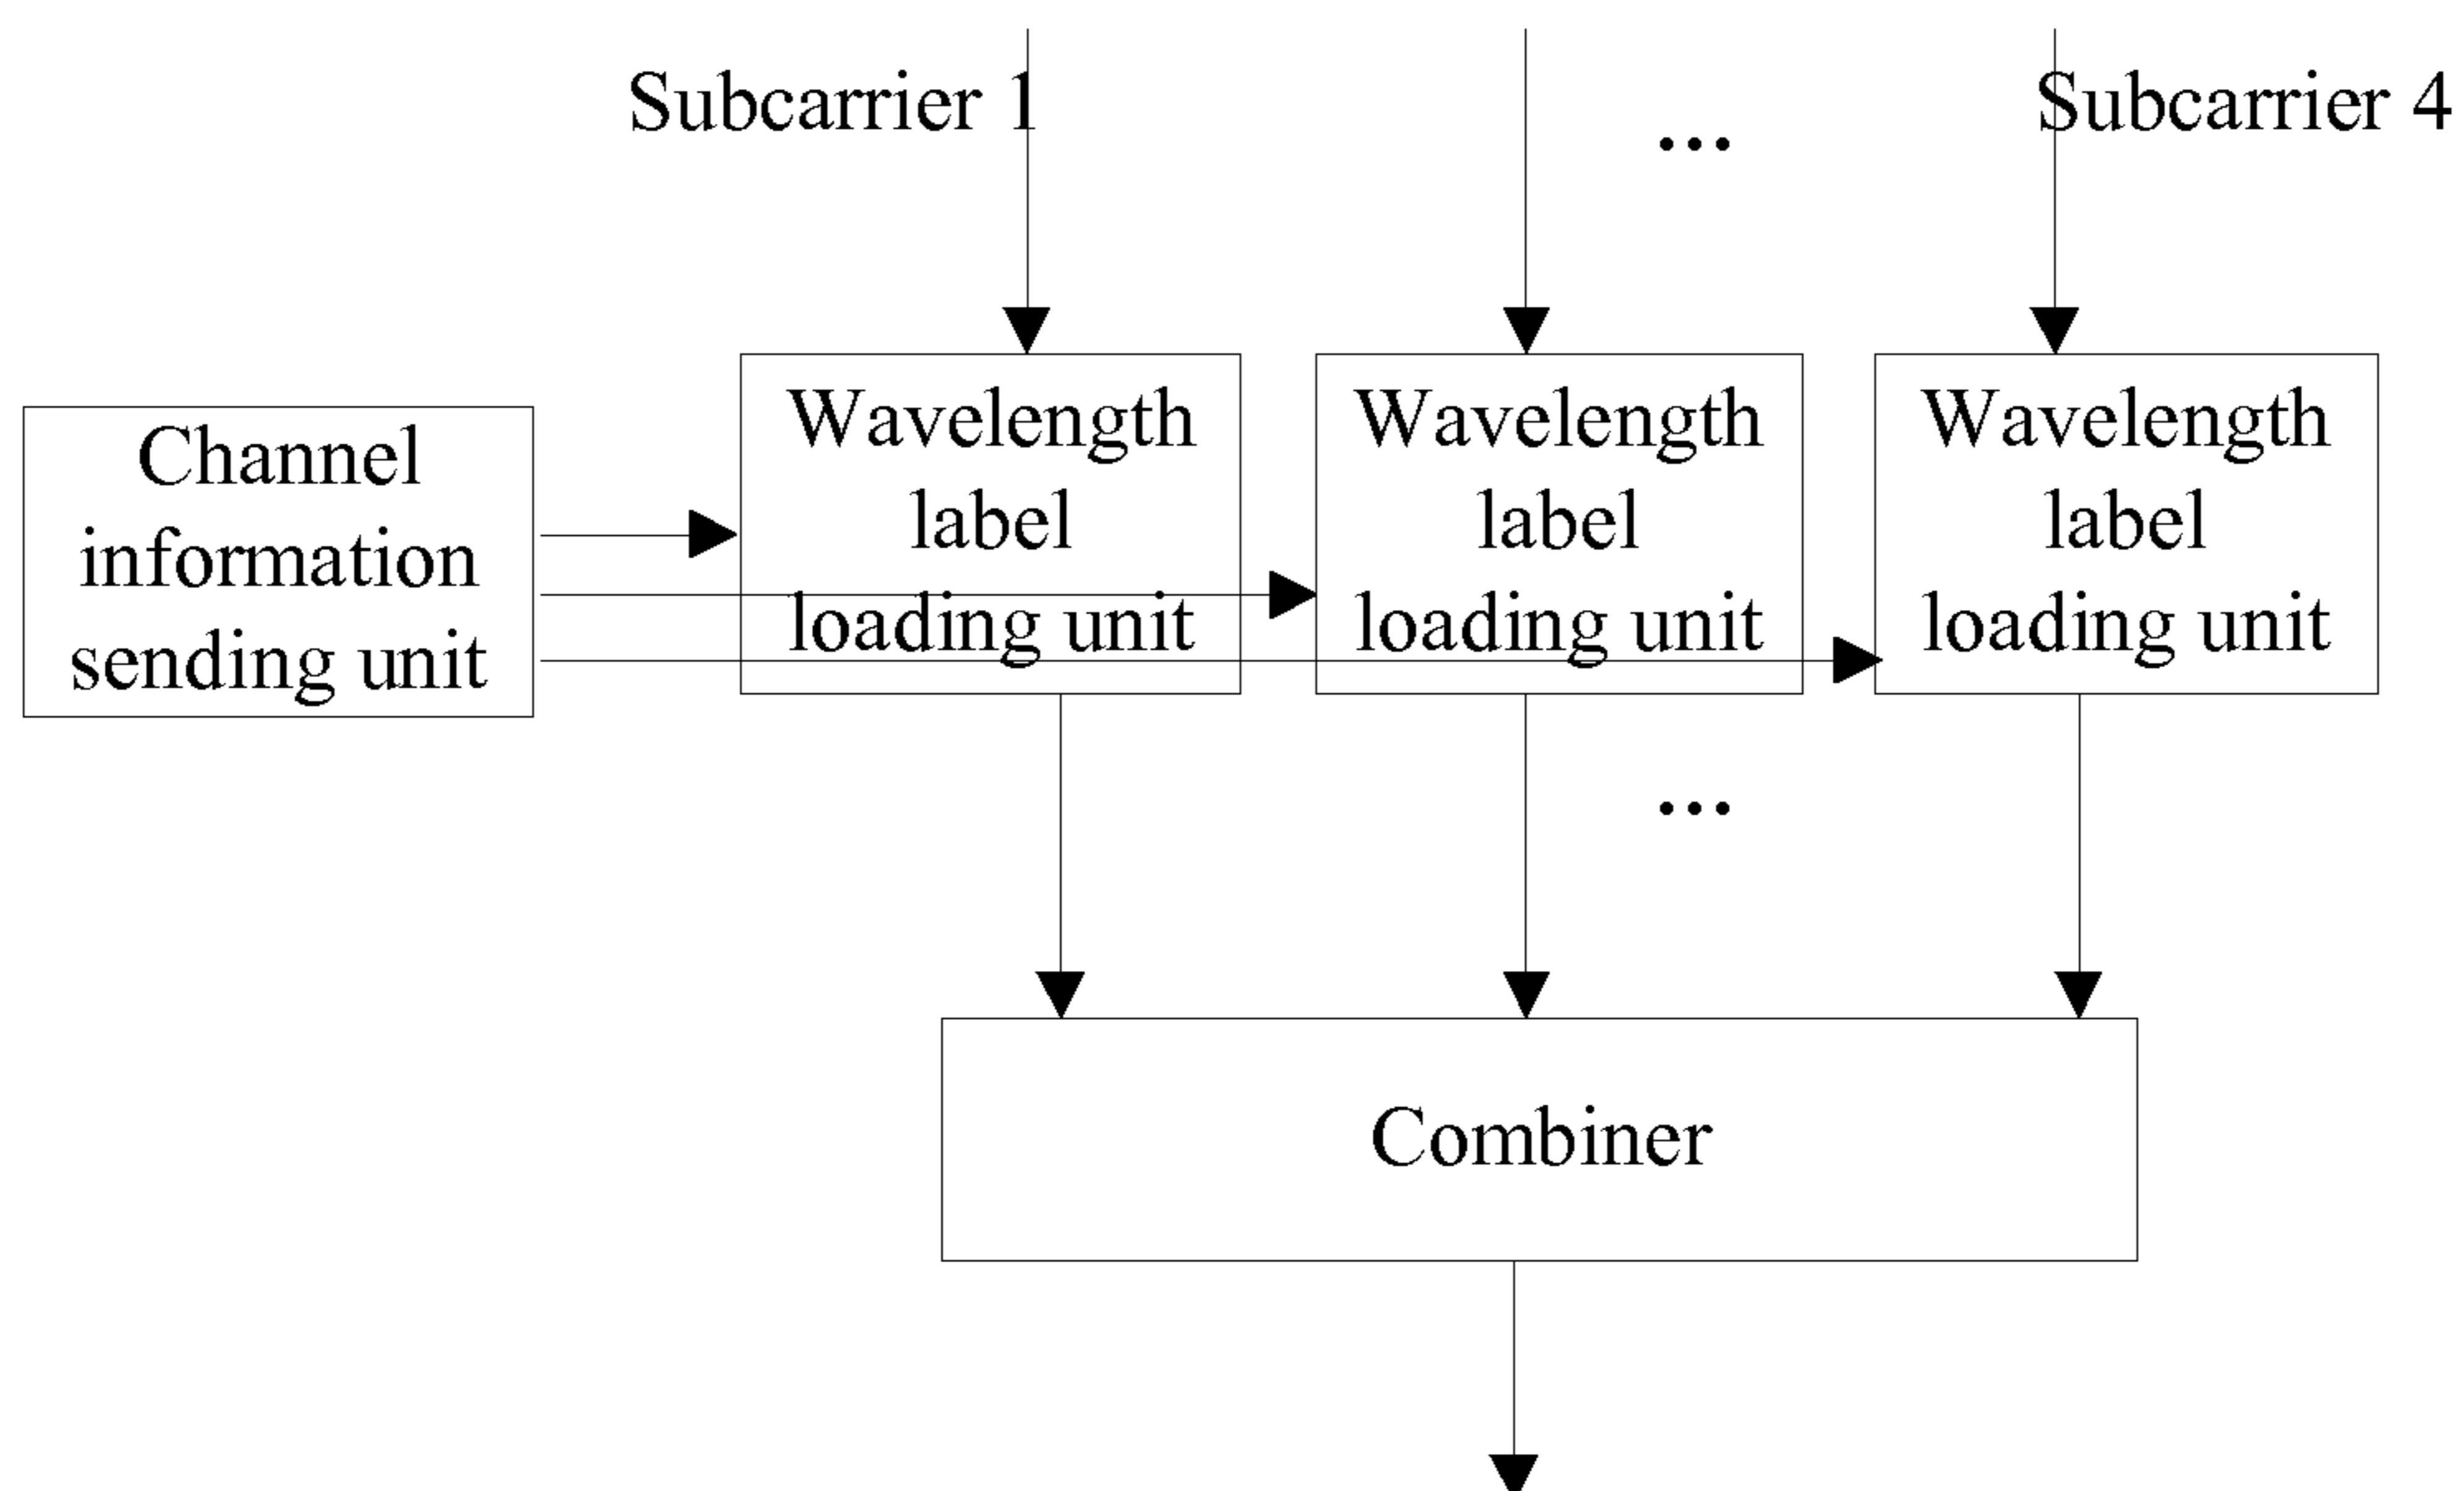 Subcarrier 1
...
Subcarrier 4
Channel
information
sending unit
Wavelength
label
loading unit
Wavelength
label
loading unit
Wavelength
label
loading unit
...
Combiner